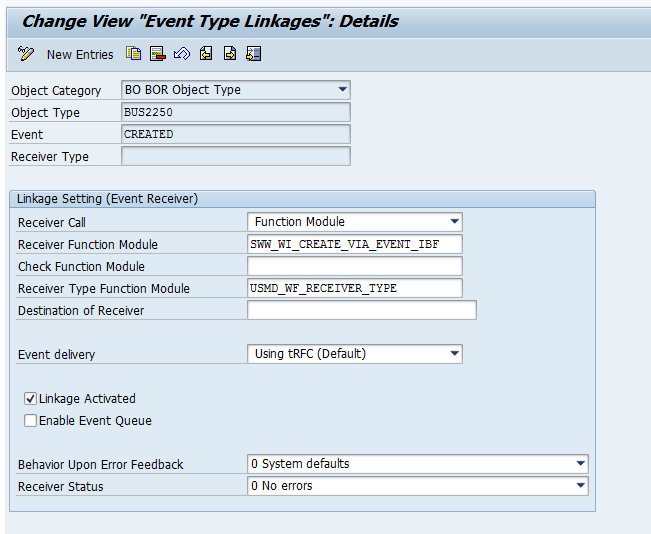 Change View "Event Type Linkages": Details
New Entries
Object Category BO BOR Object Type
Object Type BUS2250
Event CREATED
Receiver Type
Linkage Setting (Event Receiver)
Receiver Call Function Module
Receiver Function Module SWW_WI_CREATE_VIA_EVENT_IBF
Check Function Module
Receiver Type Function Module USMD_WF_RECEIVER_TYPE
Destination of Receiver
Event delivery Using tRFC (Default)
Linkage Activated
Enable Event Queue
Behavior Upon Error Feedback 0 System defaults
Receiver Status 0 No errors